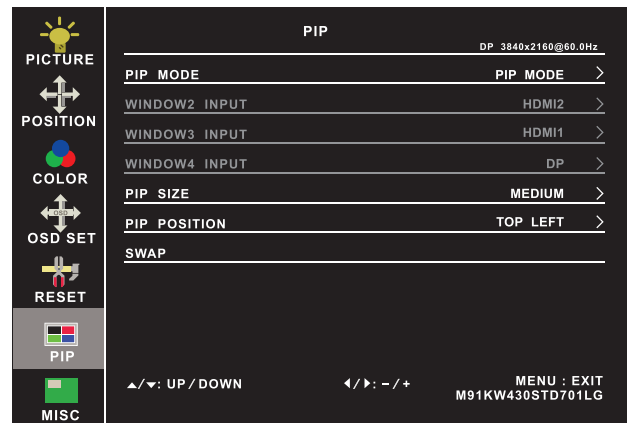 PICTURE
POSITION
COLOR
OSD
OSD SET
RESET
PIP
MISC
PIP
DP 3840x2160@60.0Hz
PIP MODE PIP MODE
WINDOW2 INPUT HDMI2
WINDOW3 INPUT HDMI1
WINDOW4 INPUT DP
PIP SIZE MEDIUM
PIP POSITION TOP LEFT
SWAP
▲/▼: UP/DOWN ◀/▶: -/+ MENU : EXIT
M91KW430STD701LG